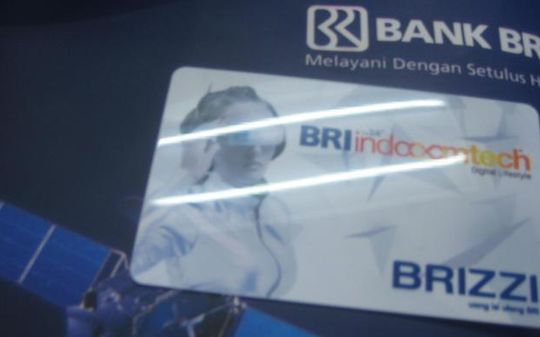 BANK BR
Melayani Dengan Setulus H
BRI indocomtech
Digital Lifestyle
BRIZZI